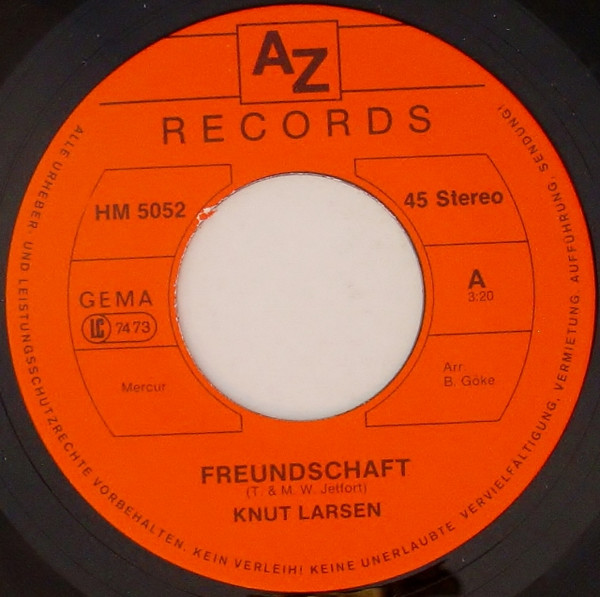 AZ
RECORDS
HM 5052
45 Stereo
GEMA
LC 7473
A
3:20
Mercur
Arr
B. Göke
FREUNDSCHAFT
(T. & M. W. Jetfort)
KNUT LARSEN
ALLE URHEBER- UND LEISTUNGSSCHUTZRECHTE VORBEHALTEN. KEIN VERLEIH! KEINE UNERLAUBTE VERVIELFÄLTIGUNG, VERMIETUNG, AUFFÜHRUNG, SENDUNG!